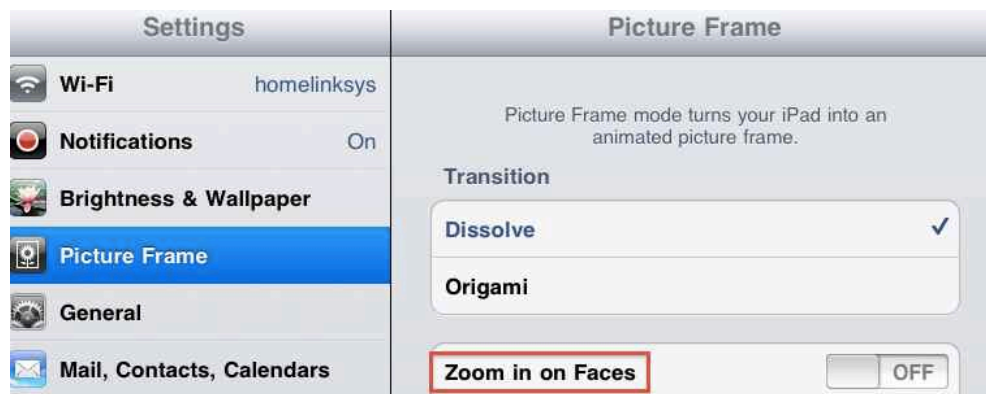 Settings
Wi-Fi homelinksys
Notifications On
Brightness & Wallpaper
Picture Frame
General
Mail, Contacts, Calendars
Picture Frame
Picture Frame mode turns your iPad into an
animated picture frame.
Transition
Dissolve
Origami
Zoom in on Faces OFF